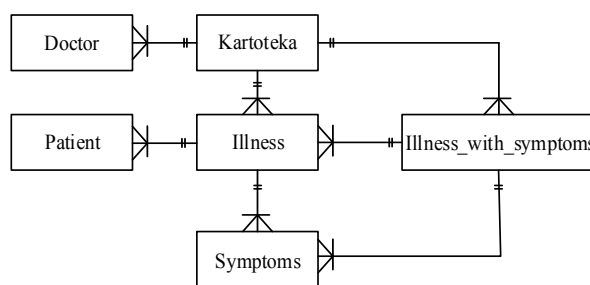 Doctor
Kartoteka
Patient
Illness
Illness_with_symptoms
Symptoms